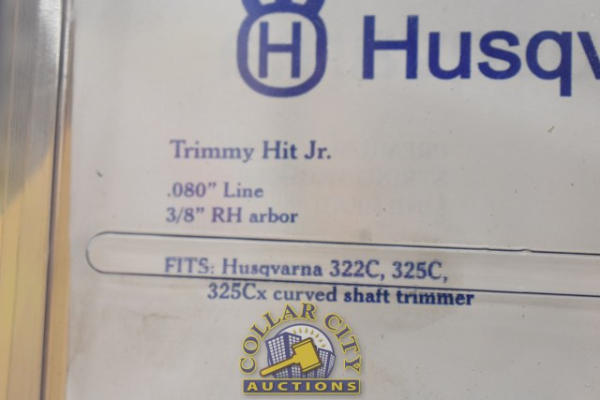 H Husqv
Trimmy Hit Jr.
.080” Line
3/8” RH arbor
FITS: Husqvarna 322C, 325C,
325Cx curved shaft trimmer
COLLAR CITY
AUCTIONS